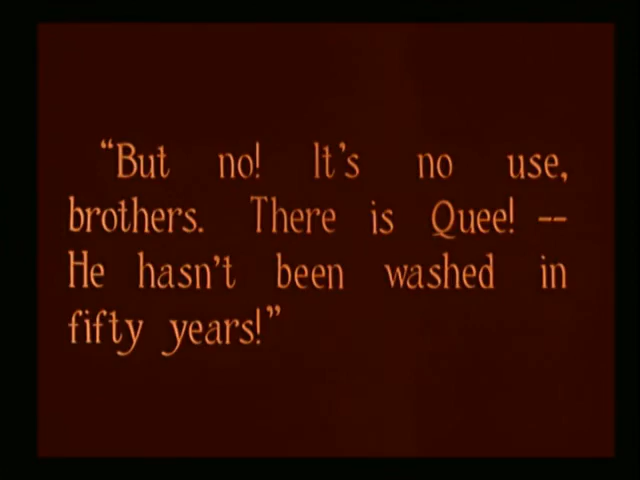 “But no! It’s no use,
brothers. There is Quee! --
He hasn’t been washed in
fifty years!”